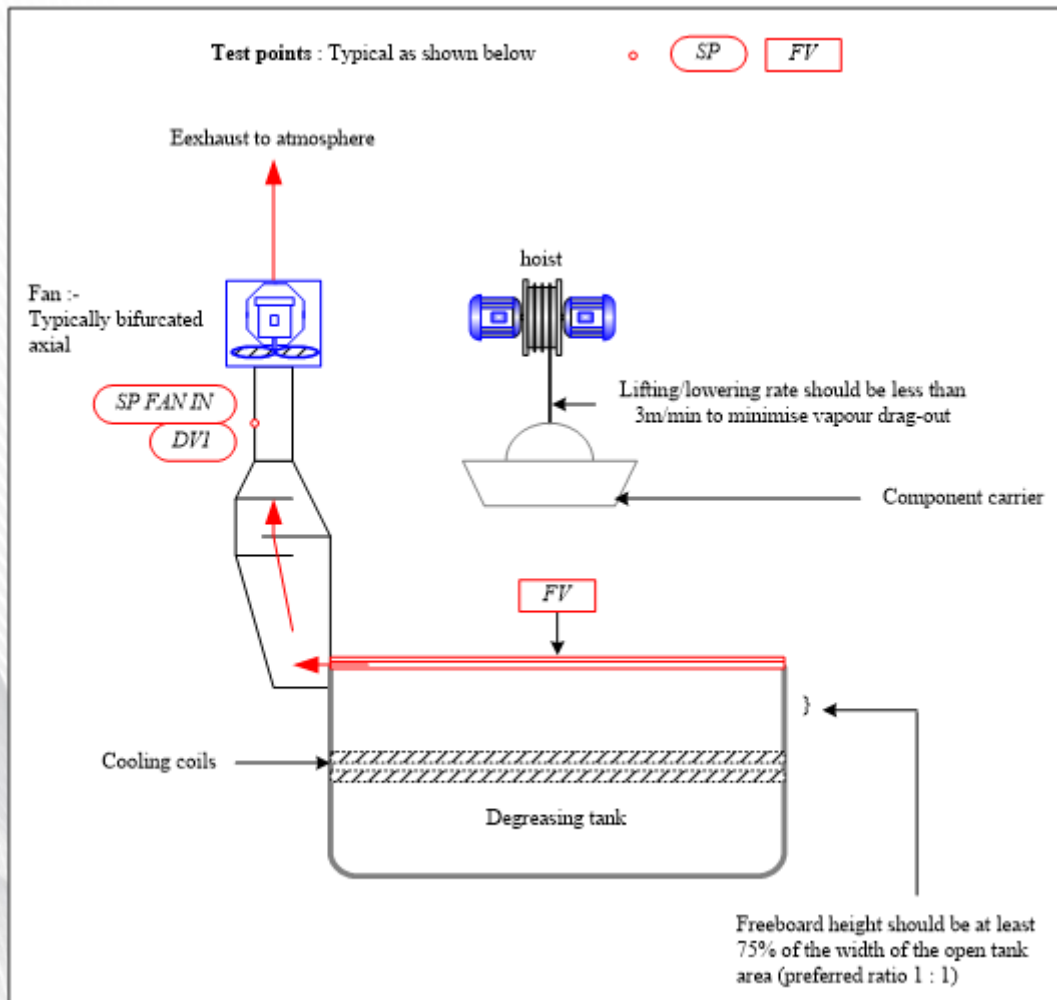 Test points : Typical as shown below
SP
FV
Eexhaust to atmosphere
hoist
Fan :-
Typically bifurcated
axial
SP FAN IN
DV1
Lifting/lowering rate should be less than
3m/min to minimise vapour drag-out
Component carrier
FV
}
Cooling coils
Degreasing tank
Freeboard height should be at least
75% of the width of the open tank
area (preferred ratio 1 : 1)